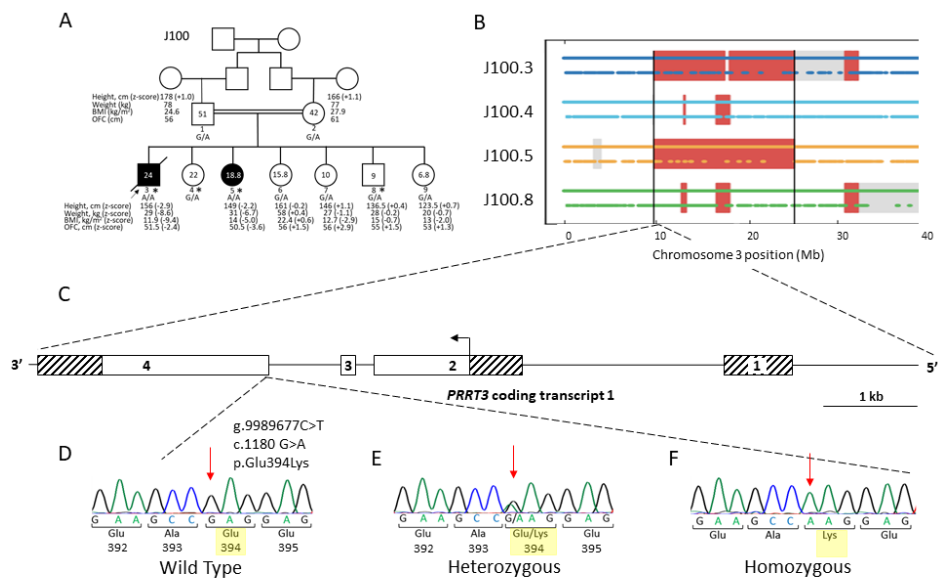 A
J100
Height, cm (z-score) 178 (+1.0) 166 (+1.1)
Weight (kg) 78 77
BMI (kg/m²) 24.6 27.9
OFC (cm) 56 61
51 42
1 2
G/A G/A
24 22 18.8 15.8 10 9 6.8
3 * 4 * 5 * 6 7 8 * 9
A/A G/A A/A G/A G/A G/A G/A
Height, cm (z-score) 156 (-2.9) 149 (-2.2) 161 (-0.2) 146 (+1.1) 136.5 (+0.4) 123.5 (+0.7)
Weight, kg (z-score) 29 (-8.6) 31 (-6.7) 58 (+0.4) 27 (-1.1) 28 (-0.2) 20 (-0.7)
BMI, kg/m² (z-score) 11.9 (-9.4) 14 (-5.0) 22.4 (+0.6) 12.7 (-2.9) 15 (-0.7) 13 (-2.0)
OFC, cm (z-score) 51.5 (-2.4) 50.5 (-3.6) 56 (+1.5) 56 (+2.9) 55 (+1.5) 53 (+1.3)
B
J100.3
J100.4
J100.5
J100.8
0 10 20 30 40
Chromosome 3 position (Mb)
C
3’ 4 3 2 1 5’
PRRT3 coding transcript 1
1 kb
g.9989677C>T
c.1180 G>A
p.Glu394Lys
D
G A A G C C G A G G A G
Glu Ala Glu Glu
392 393 394 395
Wild Type
E
G A A G C C G/A A G G A G
Glu Ala Glu/Lys Glu
392 393 394 395
Heterozygous
F
G A A G C C A A G G A G
Glu Ala Lys Glu
Homozygous